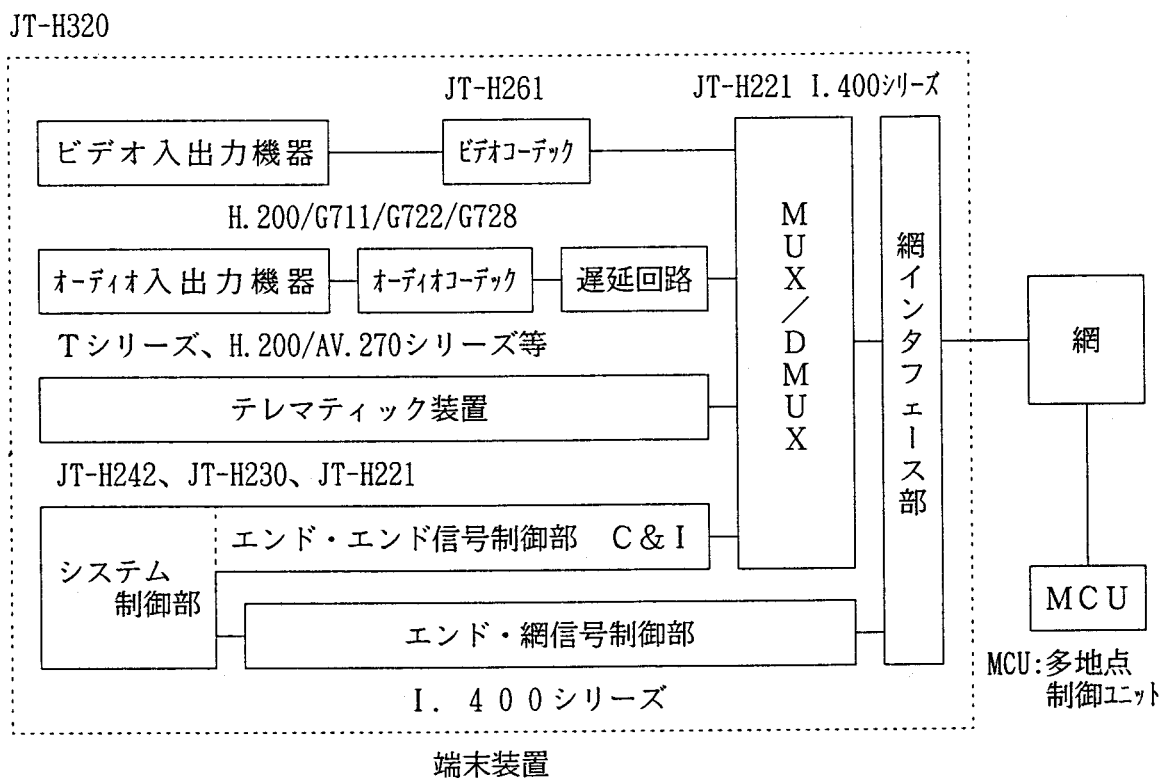 JT-H320
JT-H261
JT-H221 I.400シリーズ
ビデオ入出力機器
ビデオコーデック
H.200/G711/G722/G728
オーディオ入出力機器
オーディオコーデック
遅延回路
Tシリーズ、H.200/AV.270シリーズ等
テレマティック装置
JT-H242、JT-H230、JT-H221
エンド・エンド信号制御部 C&I
システム
制御部
エンド・網信号制御部
I.400シリーズ
MUX/DMUX
網インタフェース部
網
MCU
MCU:多地点
制御ユニット
端末装置